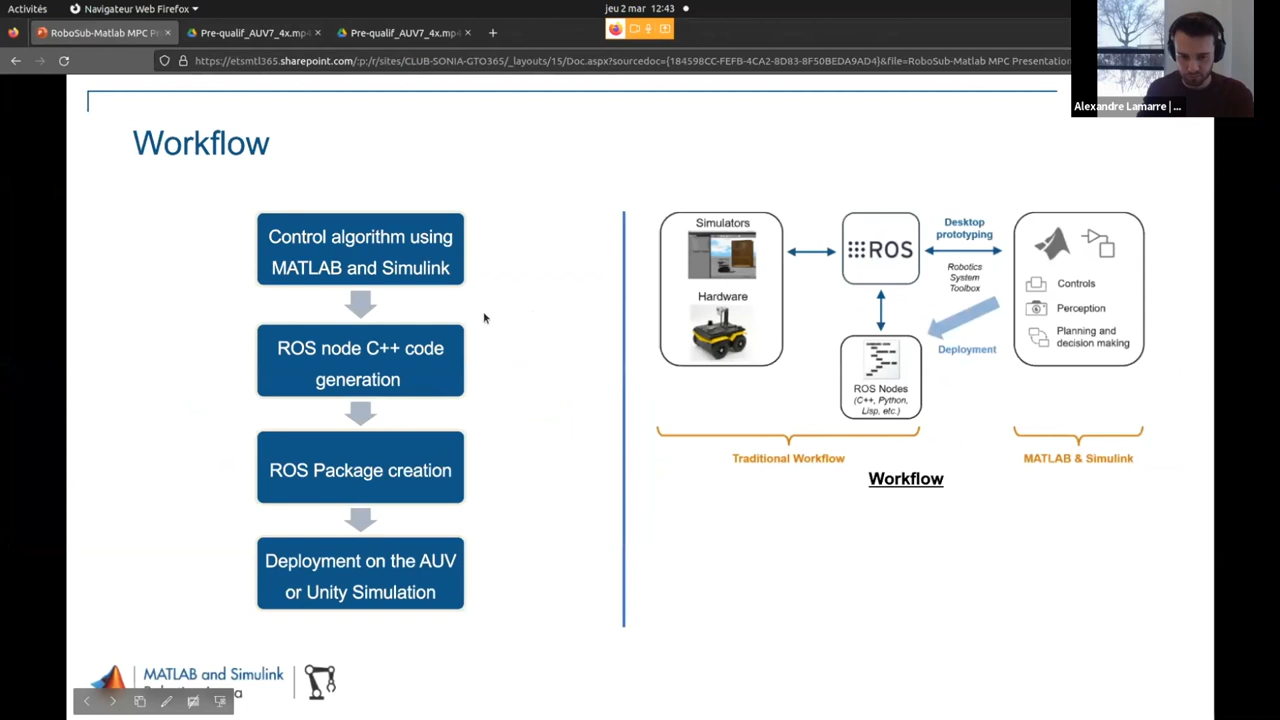 Activités
Navigateur Web Firefox
jeu 2 mar 12:43
RoboSub-Matlab MPC Pr
Pre-qualif_AUV7_4x.mp4
Pre-qualif_AUV7_4x.mp4
https://etsmtl365.sharepoint.com/:p:/r/sites/CLUB-SONIA-GTO365/_layouts/15/Doc.aspx?sourcedoc={184598CC-FEFB-4CA2-8D83-8F50BEDA9AD4}&file=RoboSub-Matlab MPC Presentation
Alexandre Lamarre | ...
Workflow
Control algorithm using
MATLAB and Simulink
ROS node C++ code
generation
ROS Package creation
Deployment on the AUV
or Unity Simulation
Simulators
Hardware
ROS
ROS Nodes
(C++, Python,
Lisp, etc.)
Desktop
prototyping
Robotics
System
Toolbox
Deployment
Controls
Perception
Planning and
decision making
Traditional Workflow
MATLAB & Simulink
Workflow
MATLAB and Simulink